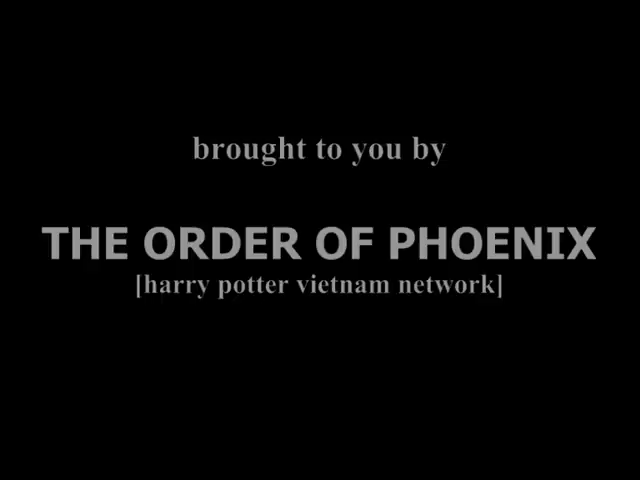 brought to you by
THE ORDER OF PHOENIX
[harry potter vietnam network]